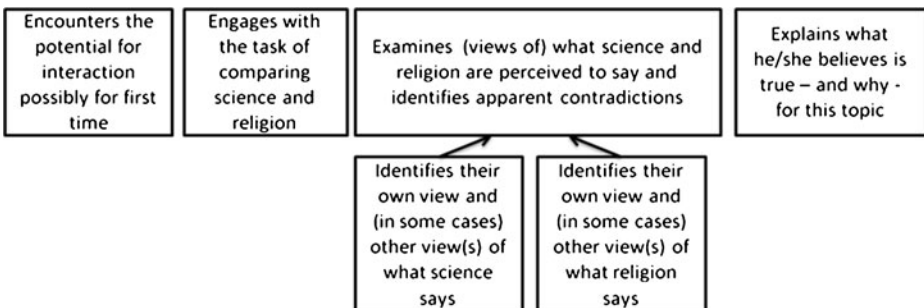 Encounters the
potential for
interaction
possibly for first
time
Engages with
the task of
comparing
science and
religion
Examines (views of) what science and
religion are perceived to say and
identifies apparent contradictions
Explains what
he/she believes is
true – and why -
for this topic
Identifies their
own view and
(in some cases)
other view(s) of
what science
says
Identifies their
own view and
(in some cases)
other view(s) of
what religion
says